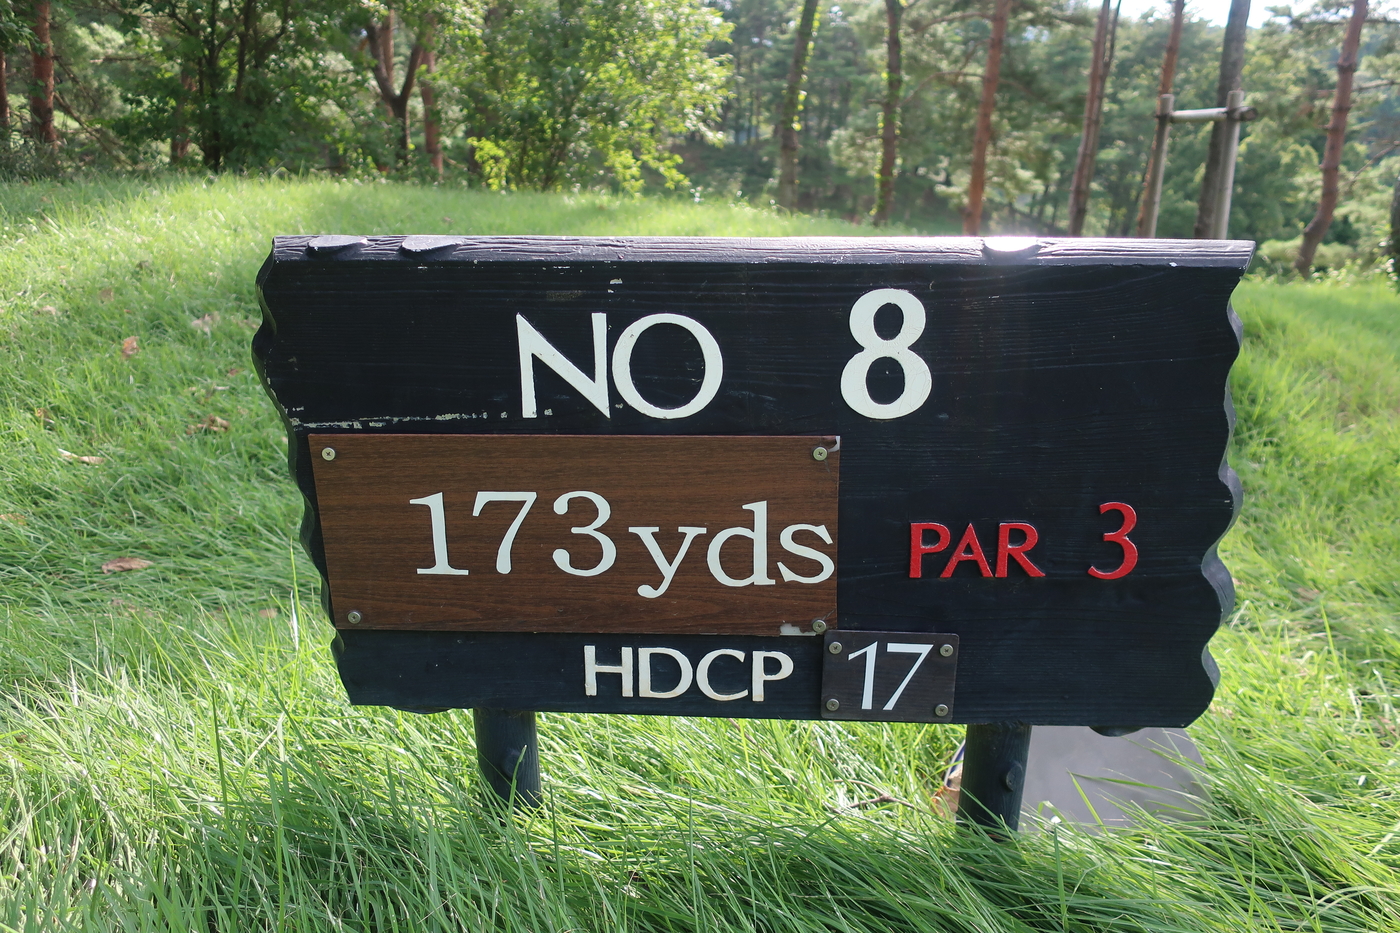 NO 8
173yds
PAR 3
HDCP 17